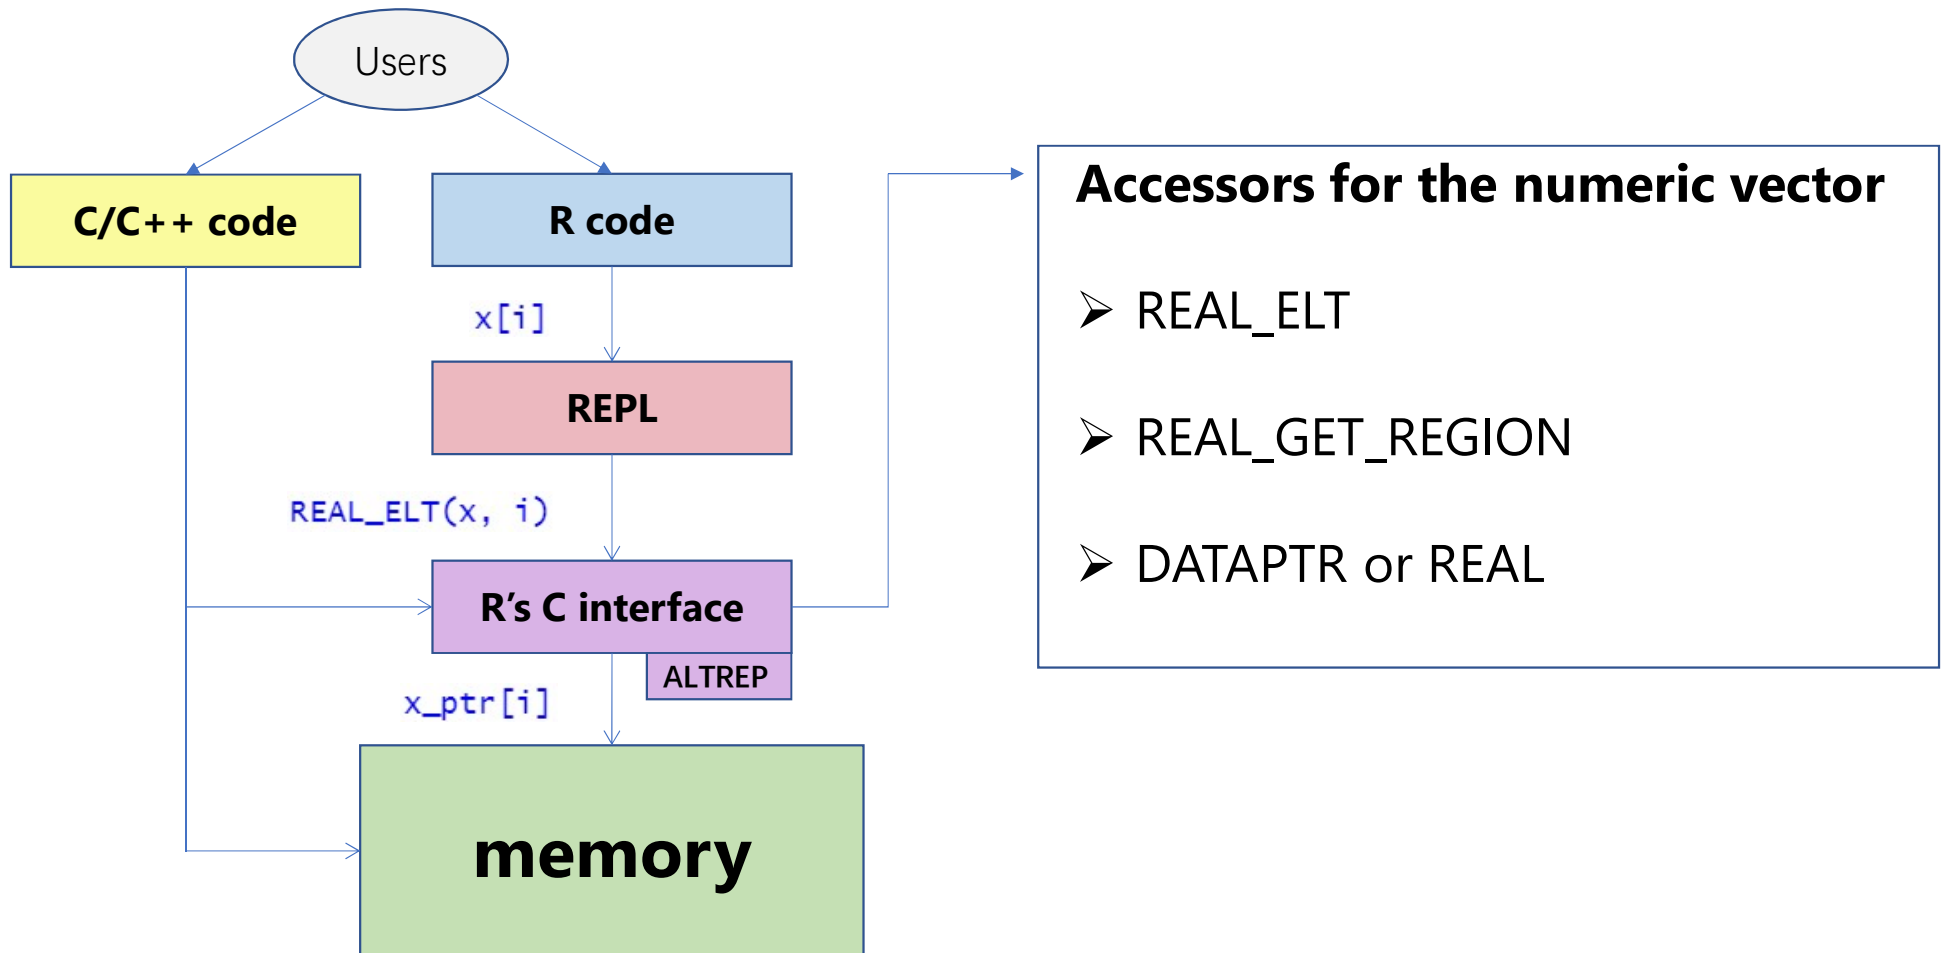 Users
C/C++ code
R code
x[i]
REPL
REAL_ELT(x, i)
R’s C interface
ALTREP
x_ptr[i]
memory
Accessors for the numeric vector
➢ REAL_ELT
➢ REAL_GET_REGION
➢ DATAPTR or REAL